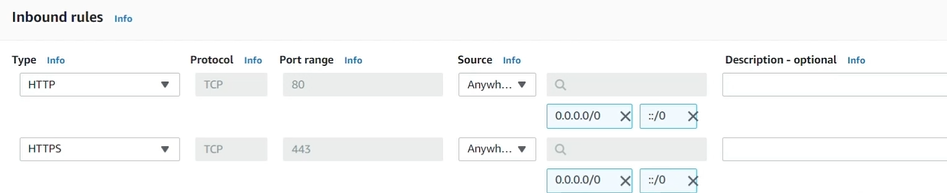 Inbound rules Info
Type Info Protocol Info Port range Info Source Info Description - optional Info
HTTP TCP 80 Anywh...
0.0.0.0/0 ::/0
HTTPS TCP 443 Anywh...
0.0.0.0/0 ::/0